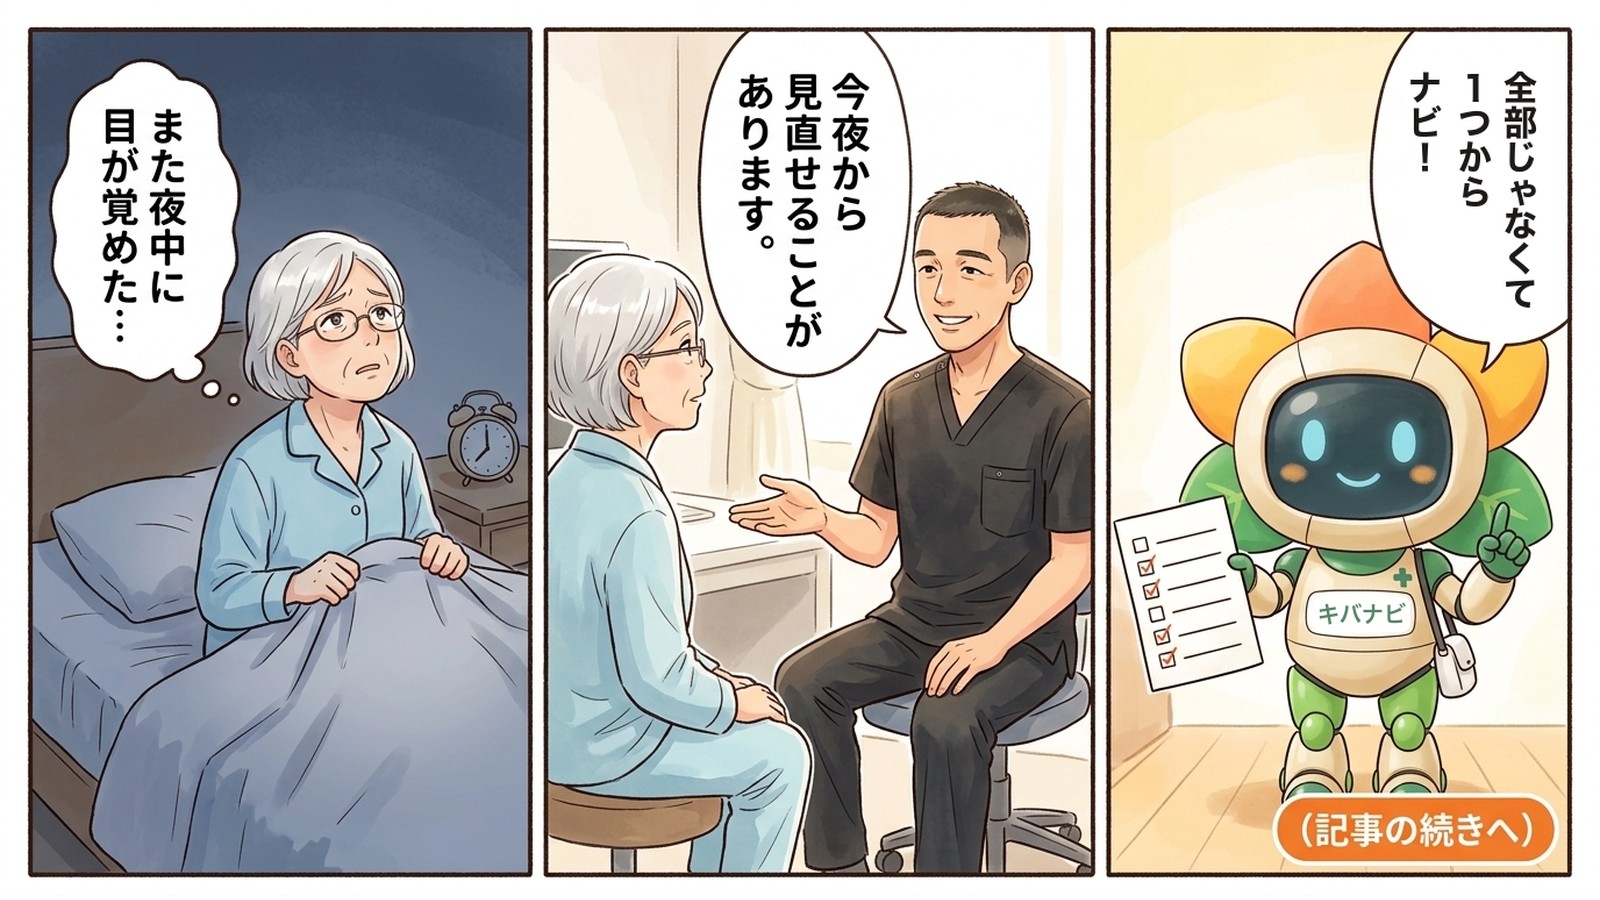 また夜中に
目が覚めた…
今夜から
見直せることが
あります。
全部じゃなくて
1つから
ナビ！
キバナビ
（記事の続きへ）